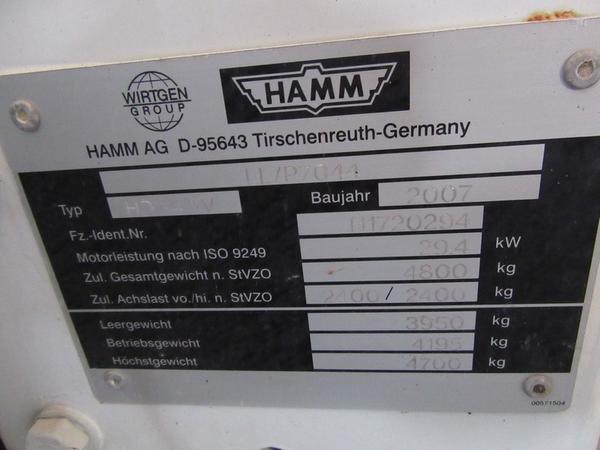 WIRTGEN GROUP
HAMM
HAMM AG D-95643 Tirschenreuth-Germany
Typ Baujahr 2007
Fz.-Ident.Nr. H1720294
Motorleistung nach ISO 9249 29.4 kW
Zul. Gesamtgewicht n. StVZO 4800 kg
Zul. Achslast vo./hi. n. StVZO 2400 / 2400 kg
Leergewicht 3950 kg
Betriebsgewicht 4195 kg
Höchstgewicht 4700 kg
00571504